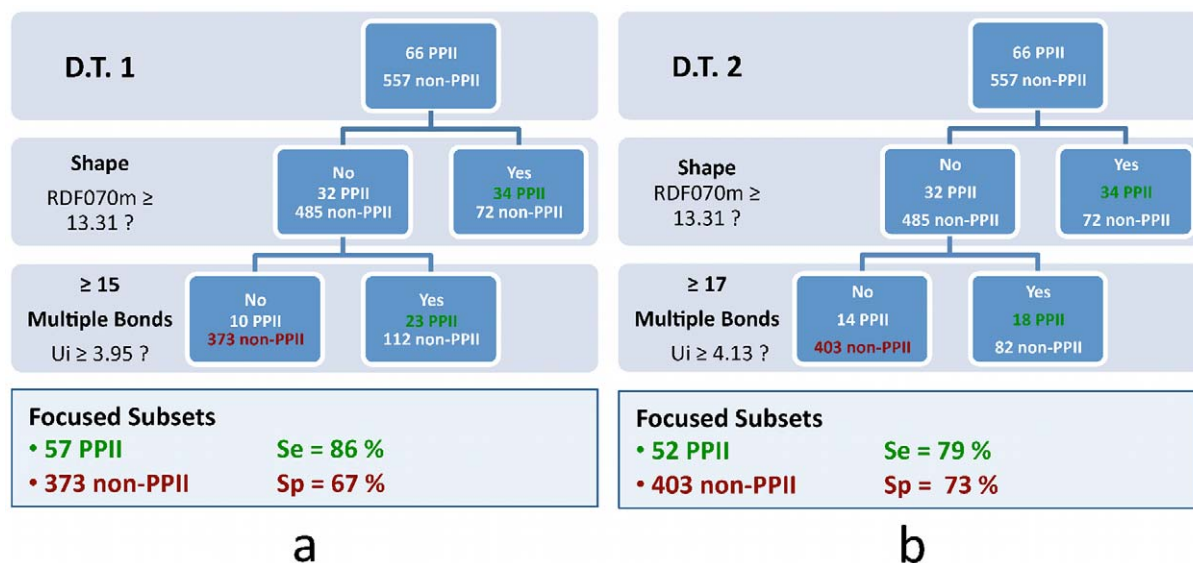 D.T. 1
66 PPII
557 non-PPII
Shape
RDF070m ≥
13.31 ?
No
32 PPII
485 non-PPII
Yes
34 PPII
72 non-PPII
≥ 15
Multiple Bonds
Ui ≥ 3.95 ?
No
10 PPII
373 non-PPII
Yes
23 PPII
112 non-PPII
Focused Subsets
• 57 PPII Se = 86 %
• 373 non-PPII Sp = 67 %
a
D.T. 2
66 PPII
557 non-PPII
Shape
RDF070m ≥
13.31 ?
No
32 PPII
485 non-PPII
Yes
34 PPII
72 non-PPII
≥ 17
Multiple Bonds
Ui ≥ 4.13 ?
No
14 PPII
403 non-PPII
Yes
18 PPII
82 non-PPII
Focused Subsets
• 52 PPII Se = 79 %
• 403 non-PPII Sp = 73 %
b